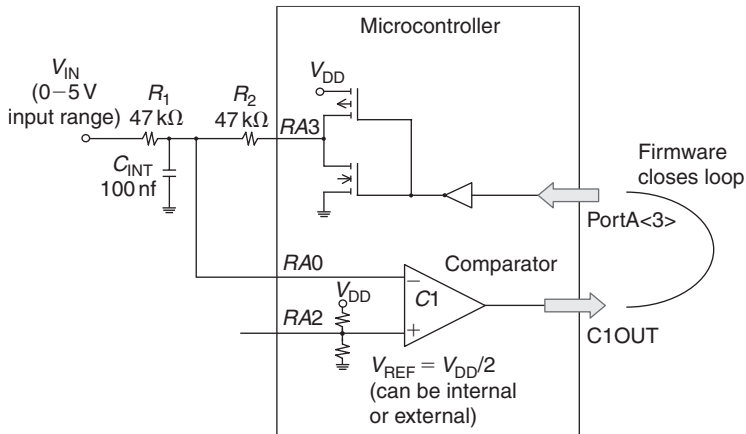 Microcontroller
V_IN
(0–5 V
input range)
R_1
47 kΩ
R_2
47 kΩ
RA3
V_DD
C_INT
100 nf
Firmware
closes loop
PortA<3>
RA0
Comparator
V_DD
C1
−
+
RA2
C1OUT
V_REF = V_DD/2
(can be internal
or external)